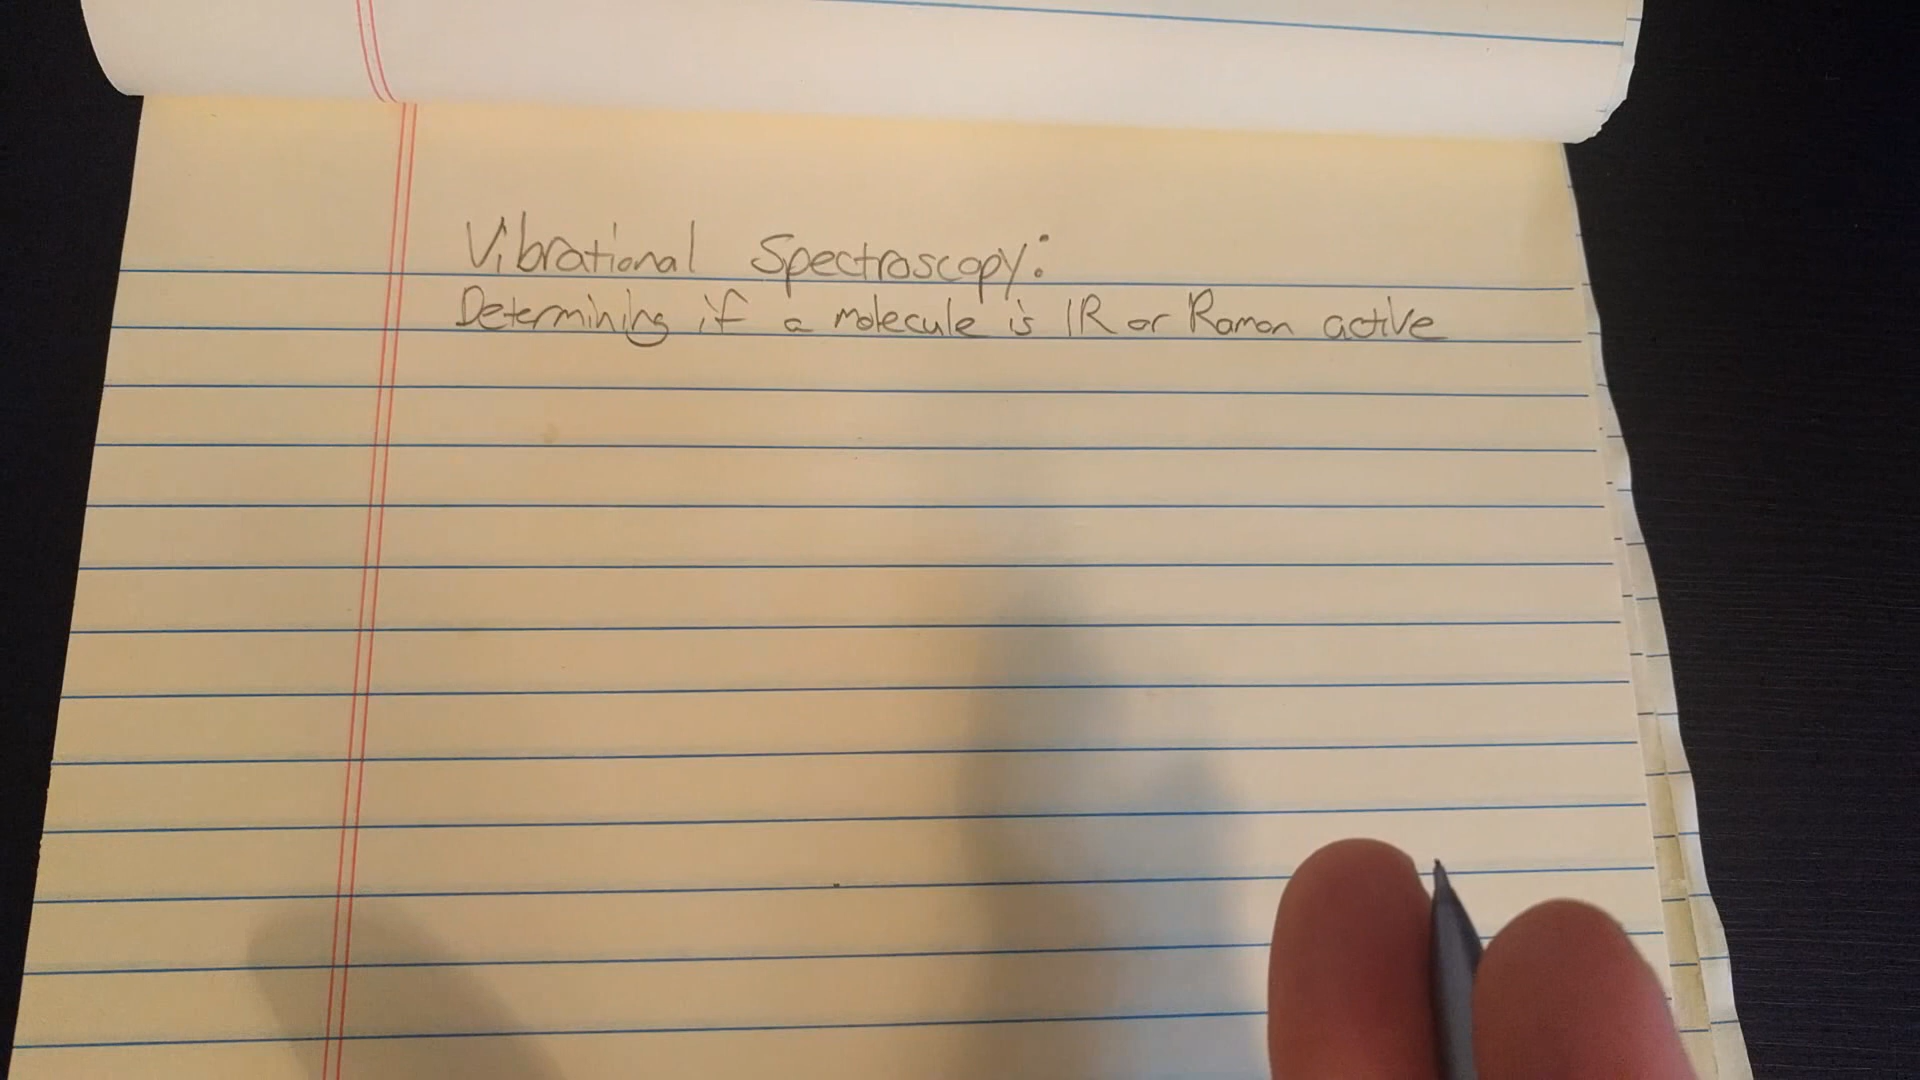 Vibrational Spectroscopy:
Determining if a molecule is IR or Raman active